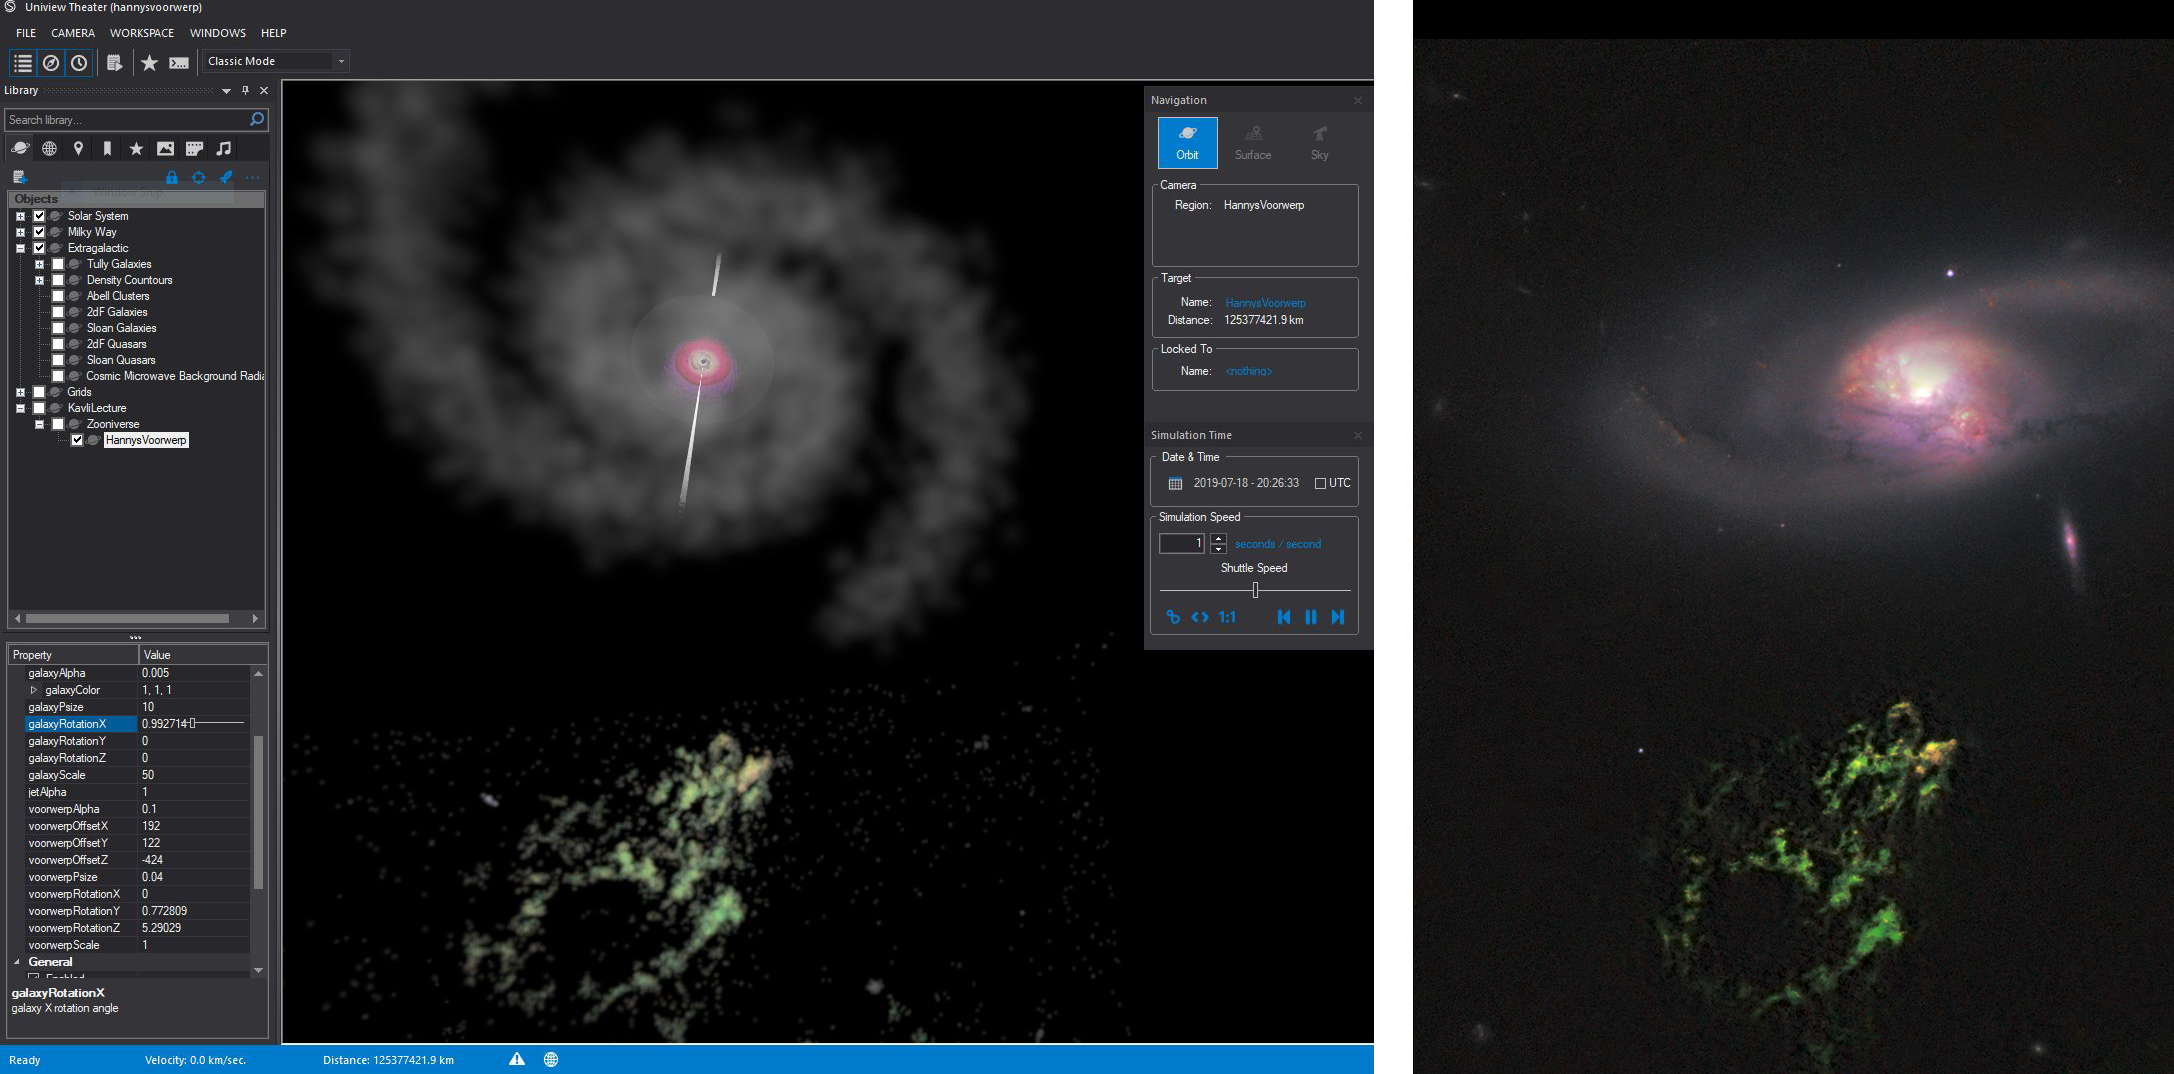 Uniview Theater (hannysvoorwerp)
FILE CAMERA WORKSPACE WINDOWS HELP
Classic Mode
Library
Search library...
Objects
Solar System
Milky Way
Extragalactic
Tully Galaxies
Density Countours
Abell Clusters
2dF Galaxies
Sloan Galaxies
2dF Quasars
Sloan Quasars
Cosmic Microwave Background Radia
Grids
KavliLecture
Zooniverse
HannysVoorwerp
Property Value
galaxyAlpha 0.005
galaxyColor 1, 1, 1
galaxyPsize 10
galaxyRotationX 0.992714
galaxyRotationY 0
galaxyRotationZ 0
galaxyScale 50
jetAlpha 1
voorwerpAlpha 0.1
voorwerpOffsetX 192
voorwerpOffsetY 122
voorwerpOffsetZ -424
voorwerpPsize 0.04
voorwerpRotationX 0
voorwerpRotationY 0.772809
voorwerpRotationZ 5.29029
voorwerpScale 1
General
Enabled
galaxyRotationX
galaxy X rotation angle
Navigation
Orbit Surface Sky
Camera
Region: HannysVoorwerp
Target
Name: HannysVoorwerp
Distance: 125377421.9 km
Locked To
Name: <nothing>
Simulation Time
Date & Time
2019-07-18 - 20:26:33 UTC
Simulation Speed
1 seconds / second
Shuttle Speed
1:1
Ready Velocity: 0.0 km/sec. Distance: 125377421.9 km